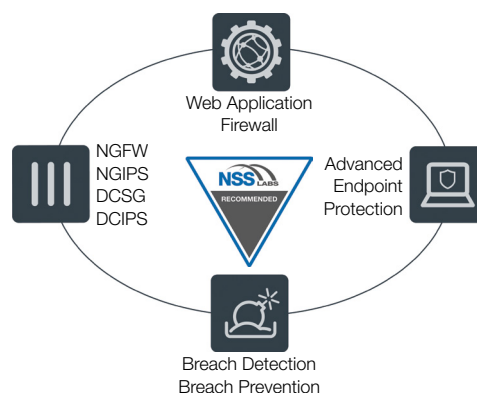 Web Application
Firewall
NGFW
NGIPS
DCSG
DCIPS
NSS LABS
RECOMMENDED
Advanced
Endpoint
Protection
Breach Detection
Breach Prevention